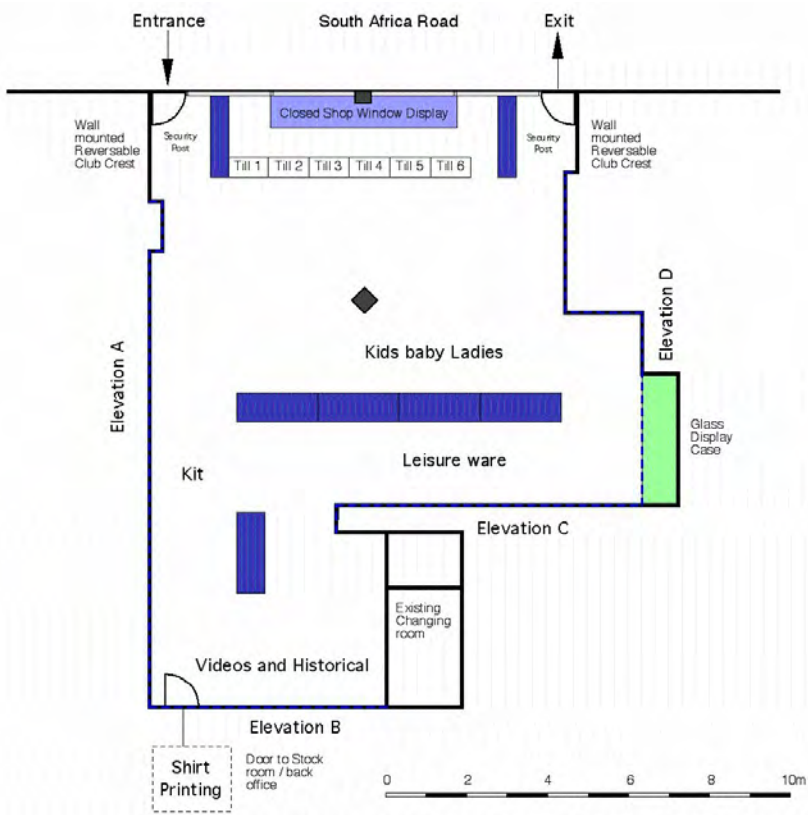 Entrance
South Africa Road
Exit
Closed Shop Window Display
Wall
mounted
Reversable
Club Crest
Security
Post
Security
Post
Wall
mounted
Reversable
Club Crest
Till 1 Till 2 Till 3 Till 4 Till 5 Till 6
Elevation A
Elevation D
Kids baby Ladies
Glass
Display
Case
Leisure ware
Kit
Elevation C
Existing
Changing
room
Videos and Historical
Elevation B
Shirt
Printing
Door to Stock
room / back
office
0 2 4 6 8 10m